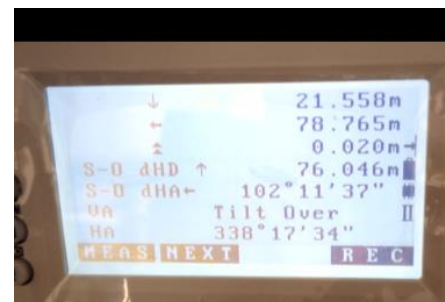 ↓ 21.558m
← 78.765m
⯭ 0.020m
S-O dHD ↑ 76.046m
S-O dHA← 102°11'37"
VA Tilt Over II
HA 338°17'34"
MEAS NEXT REC